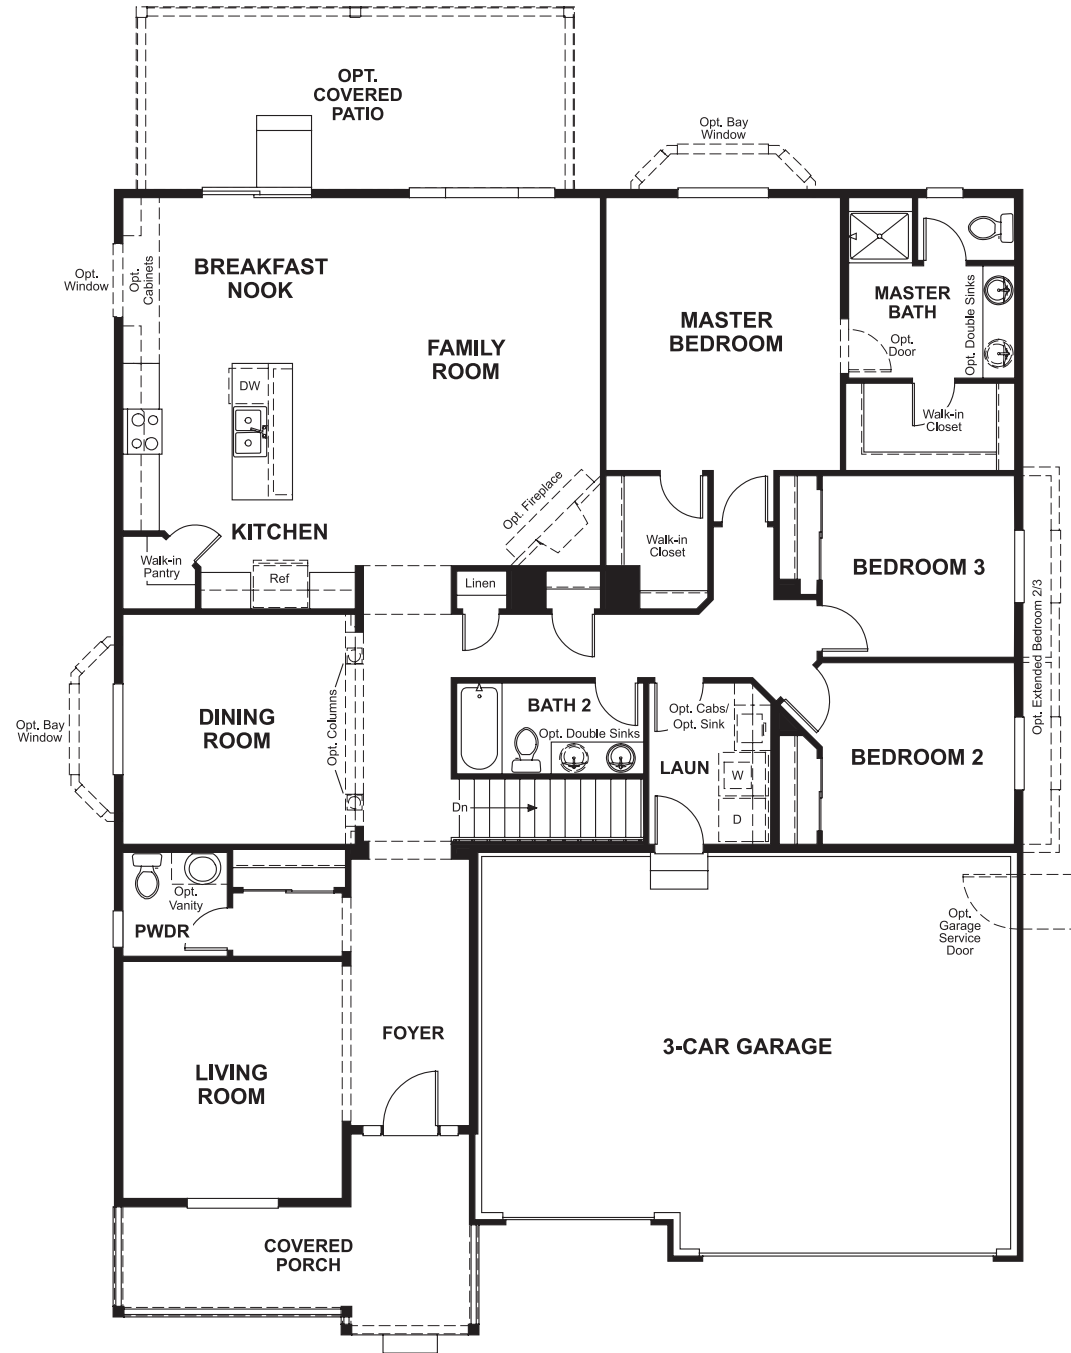 OPT.
COVERED
PATIO
Opt. Bay
Window
Opt.
Window
Opt.
Cabinets
BREAKFAST
NOOK
FAMILY
ROOM
MASTER
BEDROOM
MASTER
BATH
Opt. Double Sinks
Opt.
Door
DW
Walk-in
Closet
Opt. Fireplace
KITCHEN
Walk-in
Closet
Walk-in
Pantry
Ref
Linen
BEDROOM 3
Opt. Extended Bedroom 2/3
Opt. Bay
Window
DINING
ROOM
Opt. Columns
BATH 2
Opt. Double Sinks
Opt. Cabs/
Opt. Sink
LAUN
W
D
BEDROOM 2
Dn
Opt.
Vanity
PWDR
Opt.
Garage
Service
Door
FOYER
3-CAR GARAGE
LIVING
ROOM
COVERED
PORCH